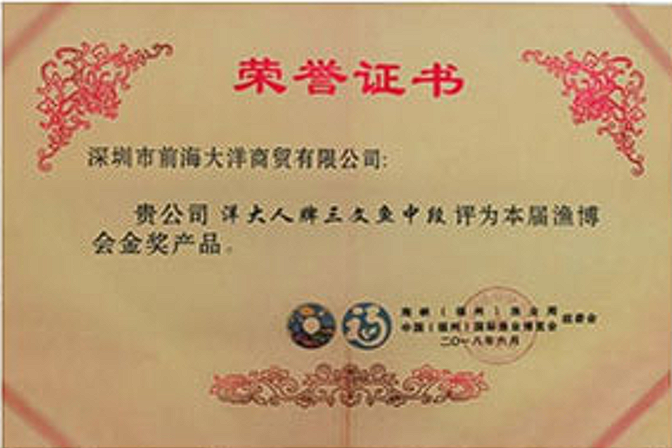 荣誉证书
深圳市前海大洋商贸有限公司:
贵公司 洋大人牌三文鱼中段 评为本届渔博
会金奖产品。
海峡(福州)渔业周
中国(福州)国际渔业博览会 组委会
二〇一八年六月